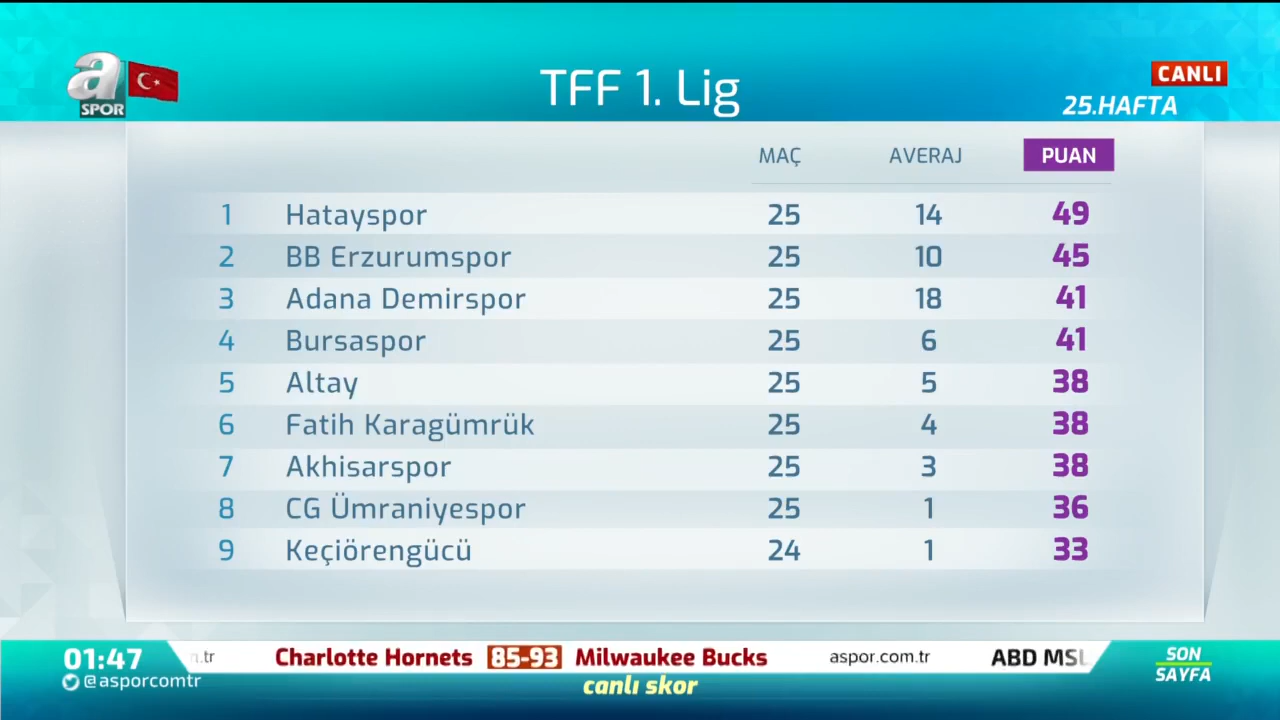 a
SPOR
TFF 1. Lig
CANLI
25.HAFTA
MAÇ AVERAJ PUAN
1 Hatayspor 25 14 49
2 BB Erzurumspor 25 10 45
3 Adana Demirspor 25 18 41
4 Bursaspor 25 6 41
5 Altay 25 5 38
6 Fatih Karagümrük 25 4 38
7 Akhisarspor 25 3 38
8 CG Ümraniyespor 25 1 36
9 Keçiörengücü 24 1 33
01:47 .tr Charlotte Hornets 85-93 Milwaukee Bucks aspor.com.tr ABD MSL
SON
SAYFA
@asporcomtr
canlı skor